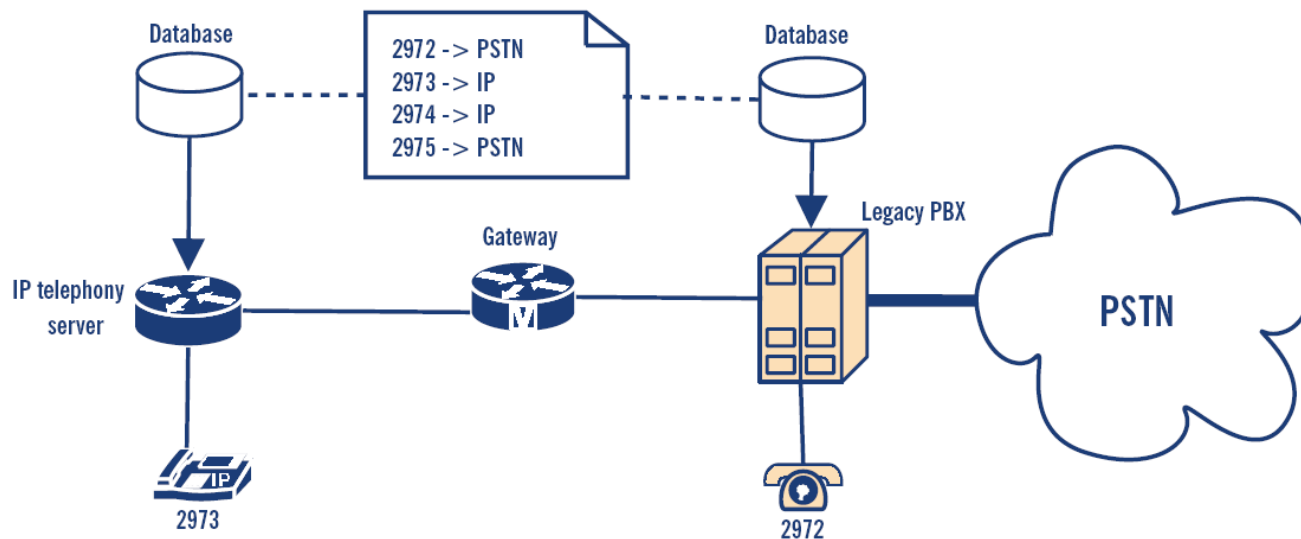 Database
2972 -> PSTN
2973 -> IP
2974 -> IP
2975 -> PSTN
Database
Legacy PBX
Gateway
IP telephony
server
M
PSTN
IP
2973
2972